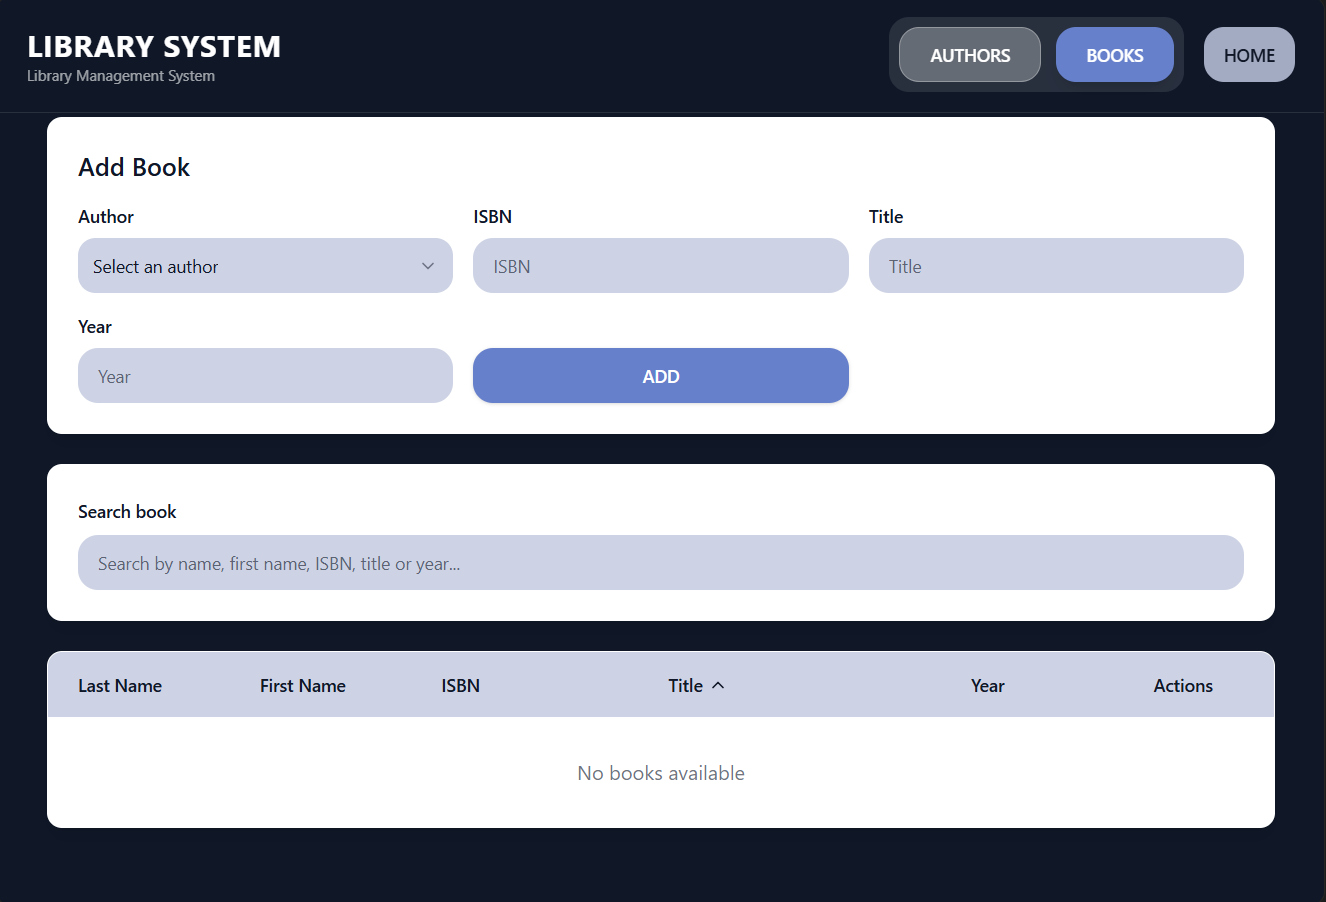 LIBRARY SYSTEM
Library Management System
AUTHORS
BOOKS
HOME
Add Book
Author
ISBN
Title
Select an author
ISBN
Title
Year
Year
ADD
Search book
Search by name, first name, ISBN, title or year...
Last Name
First Name
ISBN
Title
Year
Actions
No books available